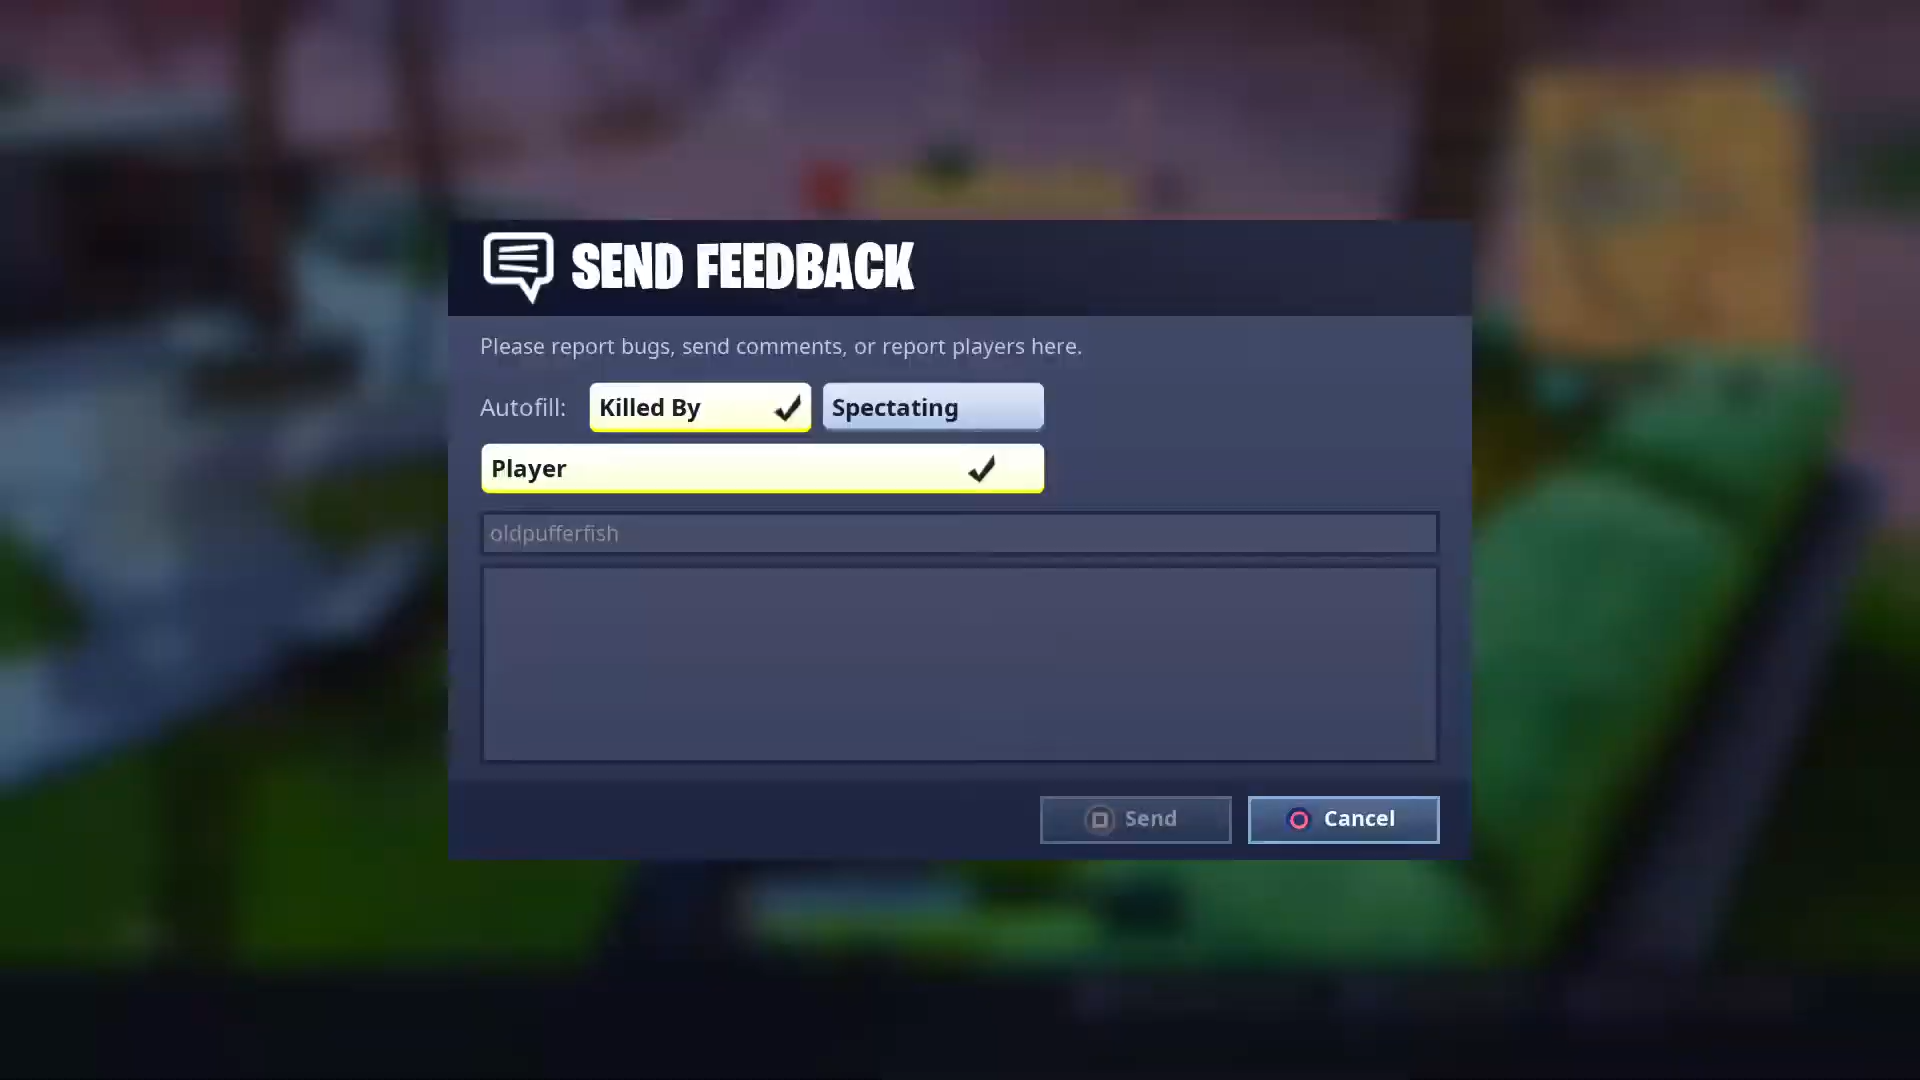 SEND FEEDBACK
Please report bugs, send comments, or report players here.
Autofill: Killed By Spectating
Player
oldpufferfish
Send Cancel